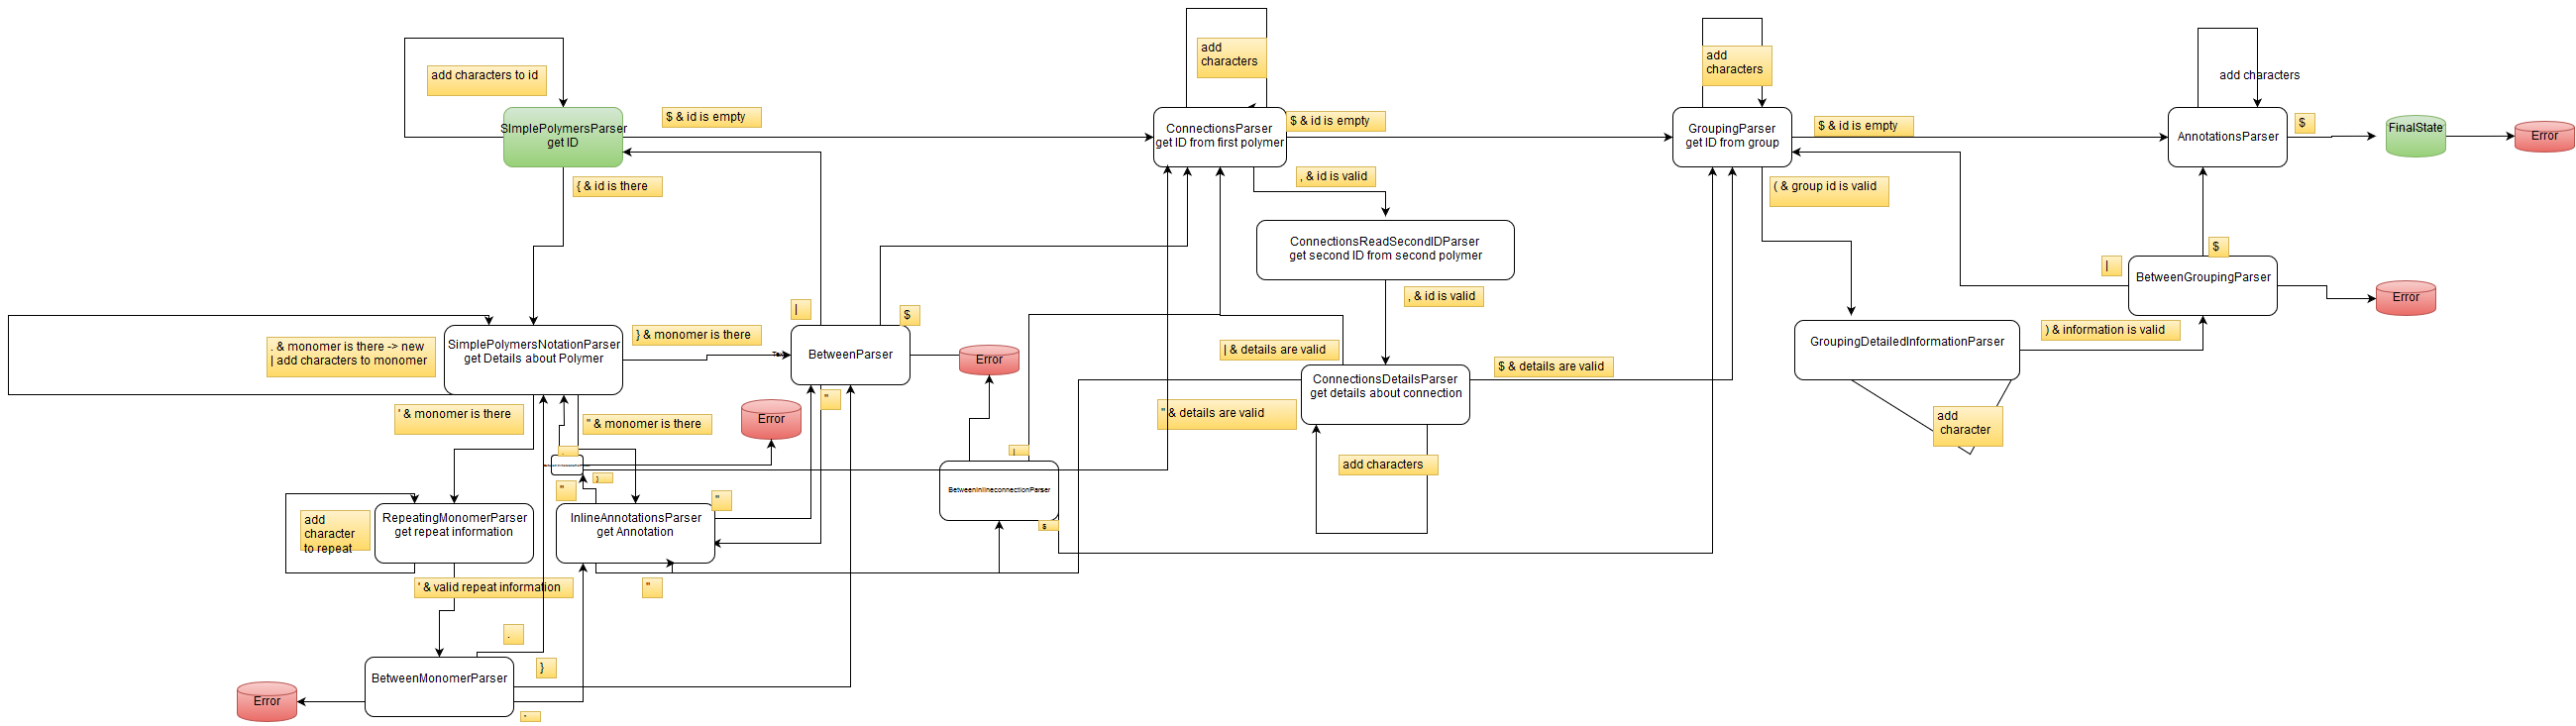 add characters to id
SImplePolymersParser
get ID
$ & id is empty
{ & id is there
add
characters
ConnectionsParser
get ID from first polymer
$ & id is empty
, & id is valid
ConnectionsReadSecondIDParser
get second ID from second polymer
, & id is valid
add
characters
GroupingParser
get ID from group
$ & id is empty
( & group id is valid
add characters
AnnotationsParser
$
FinalState
Error
$
|
BetweenGroupingParser
Error
) & information is valid
GroupingDetailedInformationParser
add
character
. & monomer is there -> new
| add characters to monomer
SimplePolymersNotationParser
get Details about Polymer
} & monomer is there
|
$
BetweenParser
Error
| & details are valid
ConnectionsDetailsParser
get details about connection
$ & details are valid
" & details are valid
add characters
' & monomer is there
" & monomer is there
Error
"
.
}
"
"
|
BetweenInlineconnectionParser
$
add
character
to repeat
RepeatingMonomerParser
get repeat information
InlineAnnotationsParser
get Annotation
' & valid repeat information
"
.
}
BetweenMonomerParser
Error
"